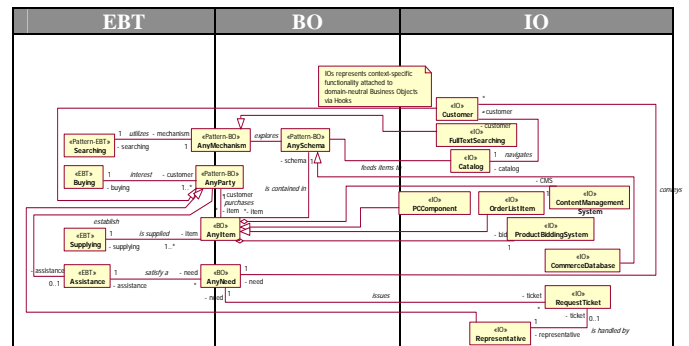 EBT BO IO
IOs represents context-specific
functionality attached to
domain-neutral Business Objects
via Hooks
«IO»
Customer
*
customer
- customer
«IO»
FullTextSearching
«Pattern-EBT»
Searching
1 utilizes - mechanism
- searching 1
«Pattern-BO»
AnyMechanism
explores
«Pattern-BO»
AnySchema
- schema 1
feeds items to
«IO»
Catalog
1 navigates
- catalog
«EBT»
Buying
1 interest - customer
- buying 1..*
«Pattern-BO»
AnyParty
1 customer
purchases
* - item *- item
is contained in
conveys
- CMS
1
«IO»
PCComponent
«IO»
OrderListItem
«IO»
ContentManagement
System
establish
«EBT»
Supplying
1 is supplied - item
- supplying 1..*
«BO»
AnyItem
- bid
1
«IO»
ProductBiddingSystem
«IO»
CommerceDatabase
- assistance
0..1
«EBT»
Assistance
1 satisfy a - need
- assistance *
«BO»
AnyNeed
1
- need
1
- need
issues
- ticket
*
«IO»
RequestTicket
- ticket 0..1
«IO»
Representative
1
- representative
is handled by